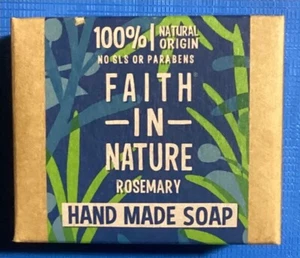 100% NATURAL ORIGIN
NO SLS OR PARABENS
FAITH
IN
NATURE
ROSEMARY
HAND MADE SOAP